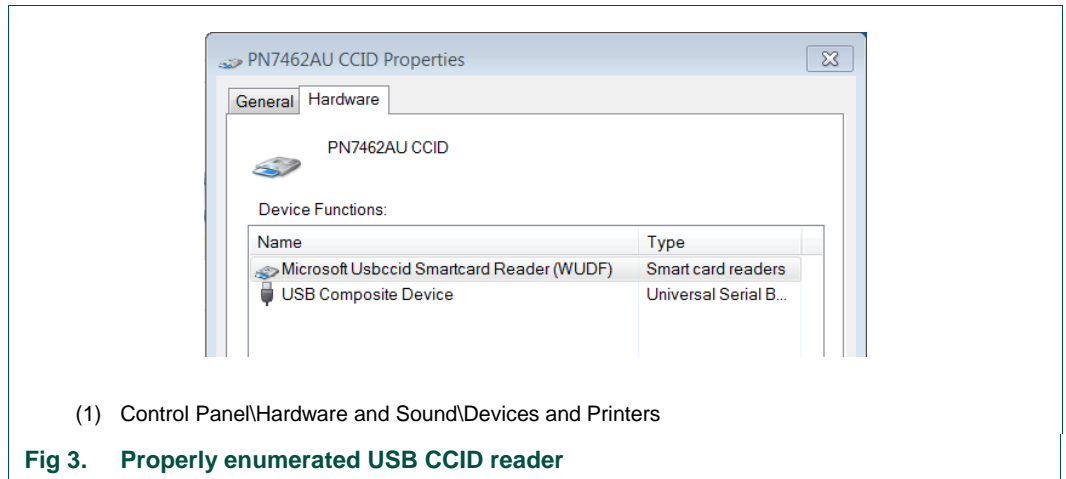 PN7462AU CCID Properties
General Hardware
PN7462AU CCID
Device Functions:
Name Type
Microsoft Usbccid Smartcard Reader (WUDF) Smart card readers
USB Composite Device Universal Serial B...
(1) Control Panel\Hardware and Sound\Devices and Printers
Fig 3. Properly enumerated USB CCID reader